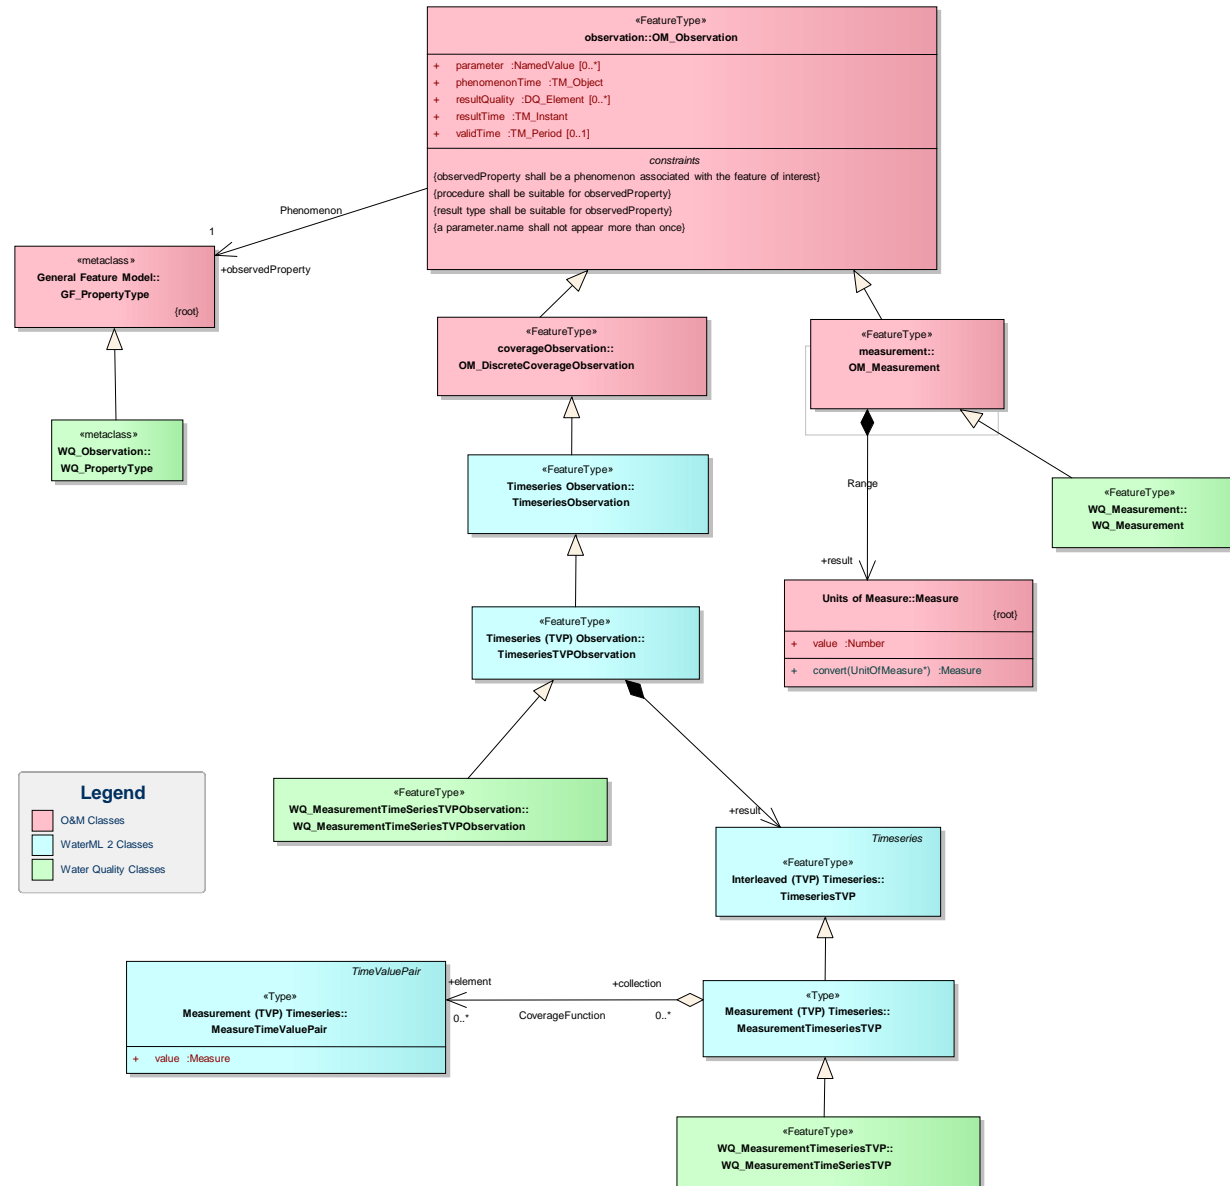 «FeatureType»
observation::OM_Observation
+ parameter :NamedValue [0..*]
+ phenomenonTime :TM_Object
+ resultQuality :DQ_Element [0..*]
+ resultTime :TM_Instant
+ validTime :TM_Period [0..1]
constraints
{observedProperty shall be a phenomenon associated with the feature of interest}
{procedure shall be suitable for observedProperty}
{result type shall be suitable for observedProperty}
{a parameter.name shall not appear more than once}
Phenomenon
1
+observedProperty
«metaclass»
General Feature Model::
GF_PropertyType
{root}
«FeatureType»
coverageObservation::
OM_DiscreteCoverageObservation
«FeatureType»
measurement::
OM_Measurement
«metaclass»
WQ_Observation::
WQ_PropertyType
«FeatureType»
Timeseries Observation::
TimeseriesObservation
Range
«FeatureType»
WQ_Measurement::
WQ_Measurement
+result
«FeatureType»
Timeseries (TVP) Observation::
TimeseriesTVPObservation
Units of Measure::Measure
{root}
+ value :Number
+ convert(UnitOfMeasure*) :Measure
Legend
O&M Classes
WaterML 2 Classes
Water Quality Classes
«FeatureType»
WQ_MeasurementTimeSeriesTVPObservation::
WQ_MeasurementTimeSeriesTVPObservation
+result
Timeseries
«FeatureType»
Interleaved (TVP) Timeseries::
TimeseriesTVP
TimeValuePair
«Type»
Measurement (TVP) Timeseries::
MeasureTimeValuePair
+ value :Measure
+element
0..*
CoverageFunction
+collection
0..*
«Type»
Measurement (TVP) Timeseries::
MeasurementTimeseriesTVP
«FeatureType»
WQ_MeasurementTimeseriesTVP::
WQ_MeasurementTimeSeriesTVP